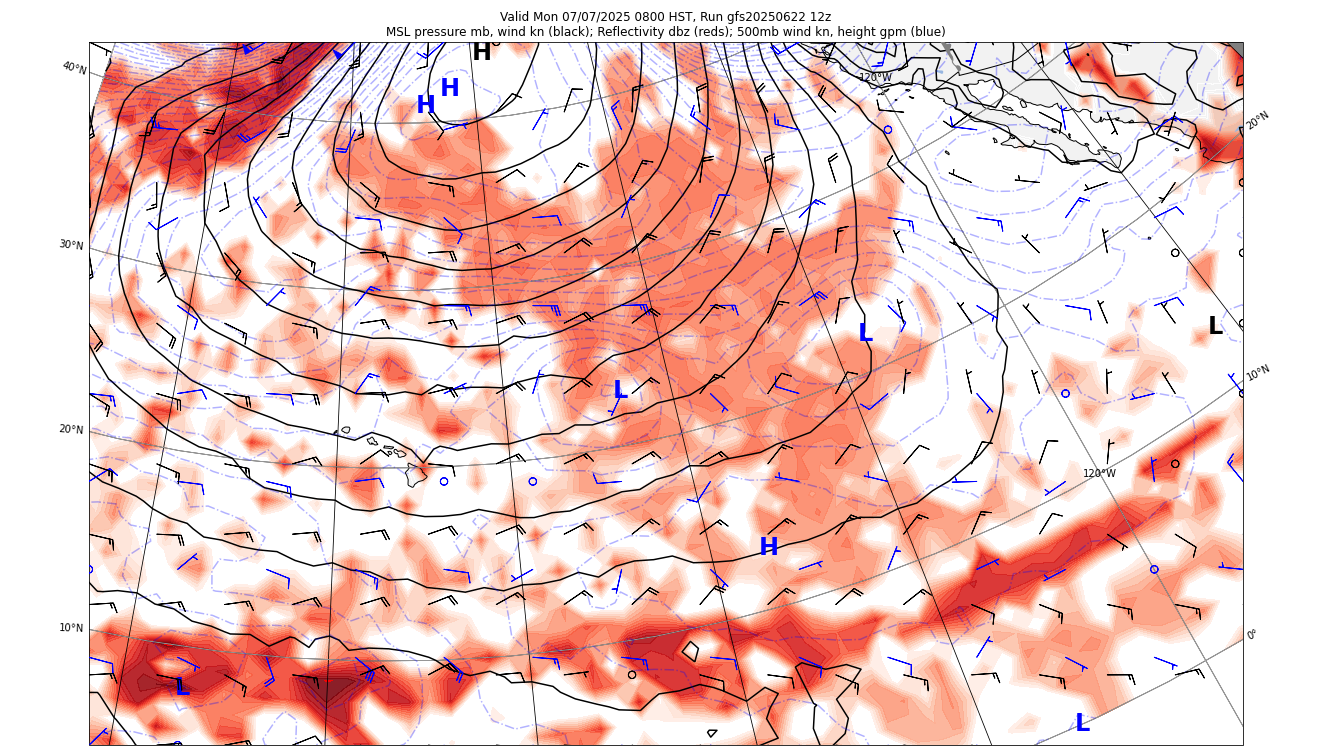 Valid Mon 07/07/2025 0800 HST, Run gfs20250622 12z
MSL pressure mb, wind kn (black); Reflectivity dbz (reds); 500mb wind kn, height gpm (blue)
H
40°N
120°W
H
H
20°N
30°N
L
L
10°N
L
20°N
120°W
H
10°N
0°
L
L